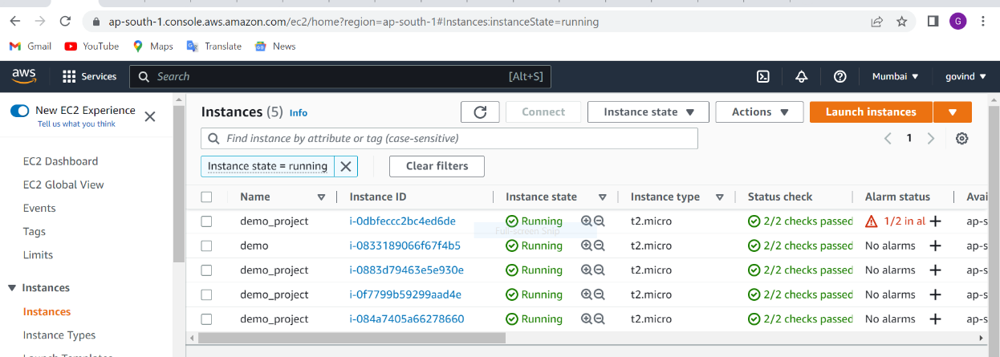 ap-south-1.console.aws.amazon.com/ec2/home?region=ap-south-1#Instances:instanceState=running
G
Gmail YouTube Maps Translate News
aws Services Search [Alt+S] Mumbai govind
New EC2 Experience
Tell us what you think
EC2 Dashboard
EC2 Global View
Events
Tags
Limits
Instances
Instances
Instance Types
Launch Templates
Instances (5) Info Connect Instance state Actions Launch instances
Find instance by attribute or tag (case-sensitive) 1
Instance state = running Clear filters
Name Instance ID Instance state Instance type Status check Alarm status Avai
demo_project i-0dbfeccc2bc4ed6de Running t2.micro 2/2 checks passed 1/2 in al + ap-s
Full-screen Snip
demo i-0833189066f67f4b5 Running t2.micro 2/2 checks passed No alarms + ap-s
demo_project i-0883d79463e5e930e Running t2.micro 2/2 checks passed No alarms + ap-s
demo_project i-0f7799b59299aad4e Running t2.micro 2/2 checks passed No alarms + ap-s
demo_project i-084a7405a66278660 Running t2.micro 2/2 checks passed No alarms + ap-s